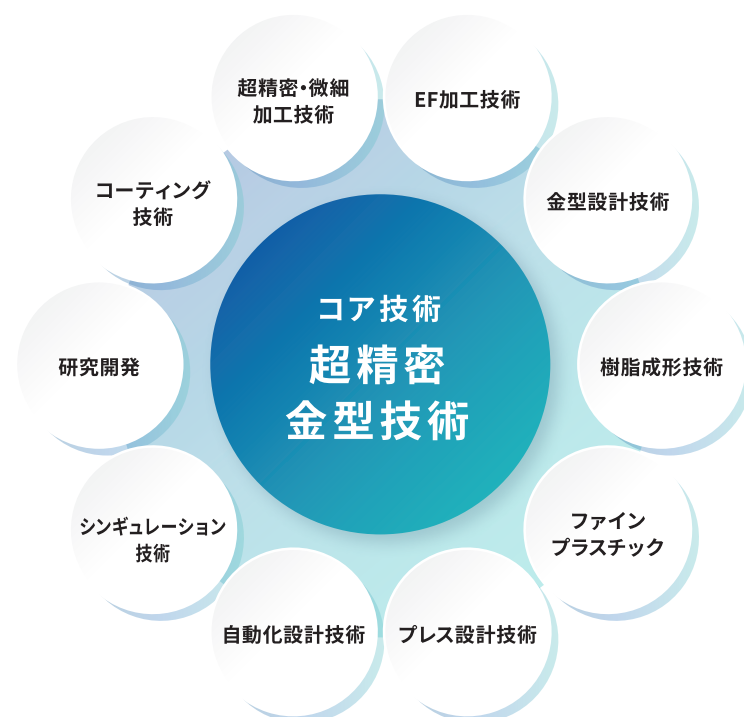 超精密・微細
加工技術
EF加工技術
コーティング
技術
金型設計技術
コア技術
超精密
金型技術
研究開発
樹脂成形技術
シンギュレーション
技術
ファイン
プラスチック
自動化設計技術
プレス設計技術